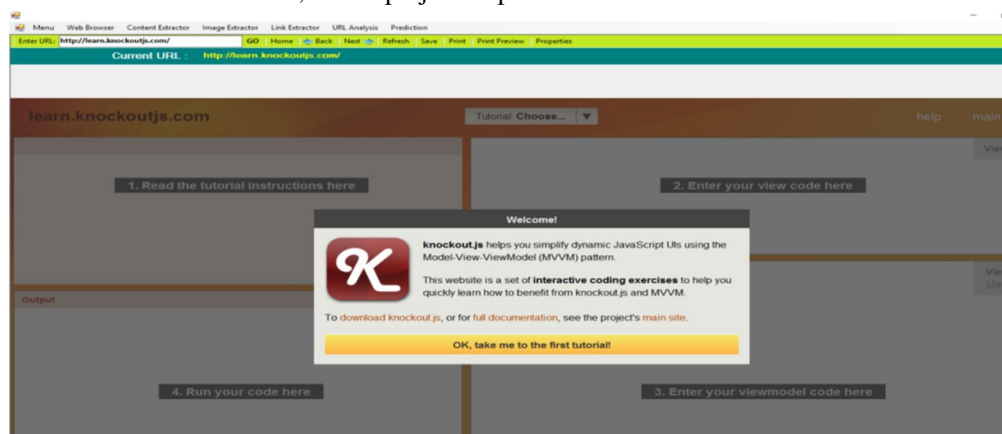 Menu Web Browser Content Extractor Image Extractor Link Extractor URL Analysis Prediction
Enter URL: http://learn.knockoutjs.com/ GO Home Back Next Refresh Save Print Print Preview Properties
Current URL : http://learn.knockoutjs.com/
learn.knockoutjs.com Tutorial: Choose... help main
1. Read the tutorial instructions here
2. Enter your view code here
Welcome!
knockout.js helps you simplify dynamic JavaScript UIs using the
Model-View-ViewModel (MVVM) pattern.
This website is a set of interactive coding exercises to help you
quickly learn how to benefit from knockout.js and MVVM.
To download knockout.js, or for full documentation, see the project's main site.
OK, take me to the first tutorial!
Output
4. Run your code here
3. Enter your viewmodel code here